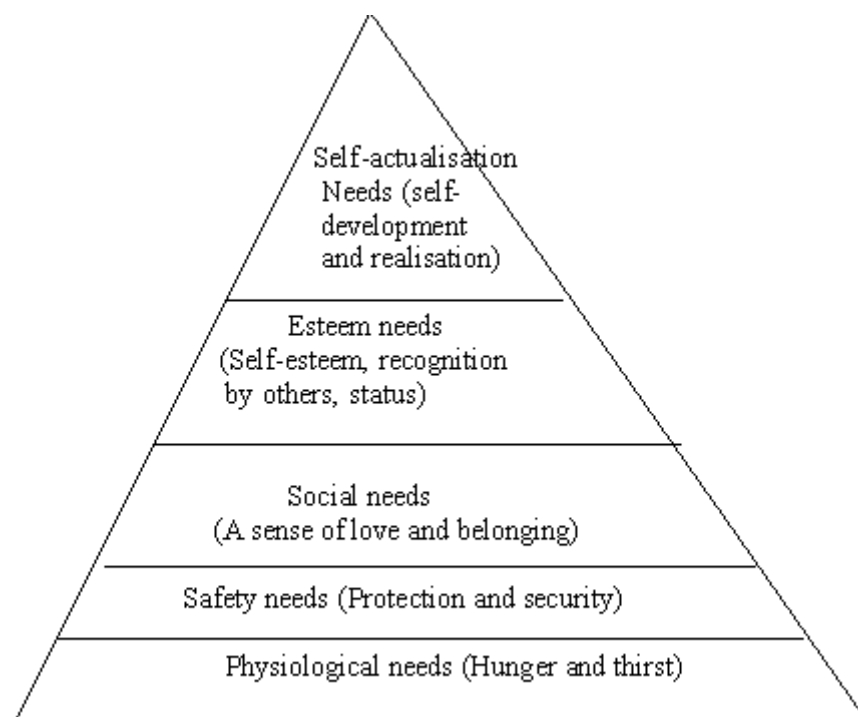 Self-actualisation
Needs (self-
development
and realisation)
Esteem needs
(Self-esteem, recognition
by others, status)
Social needs
(A sense of love and belonging)
Safety needs (Protection and security)
Physiological needs (Hunger and thirst)